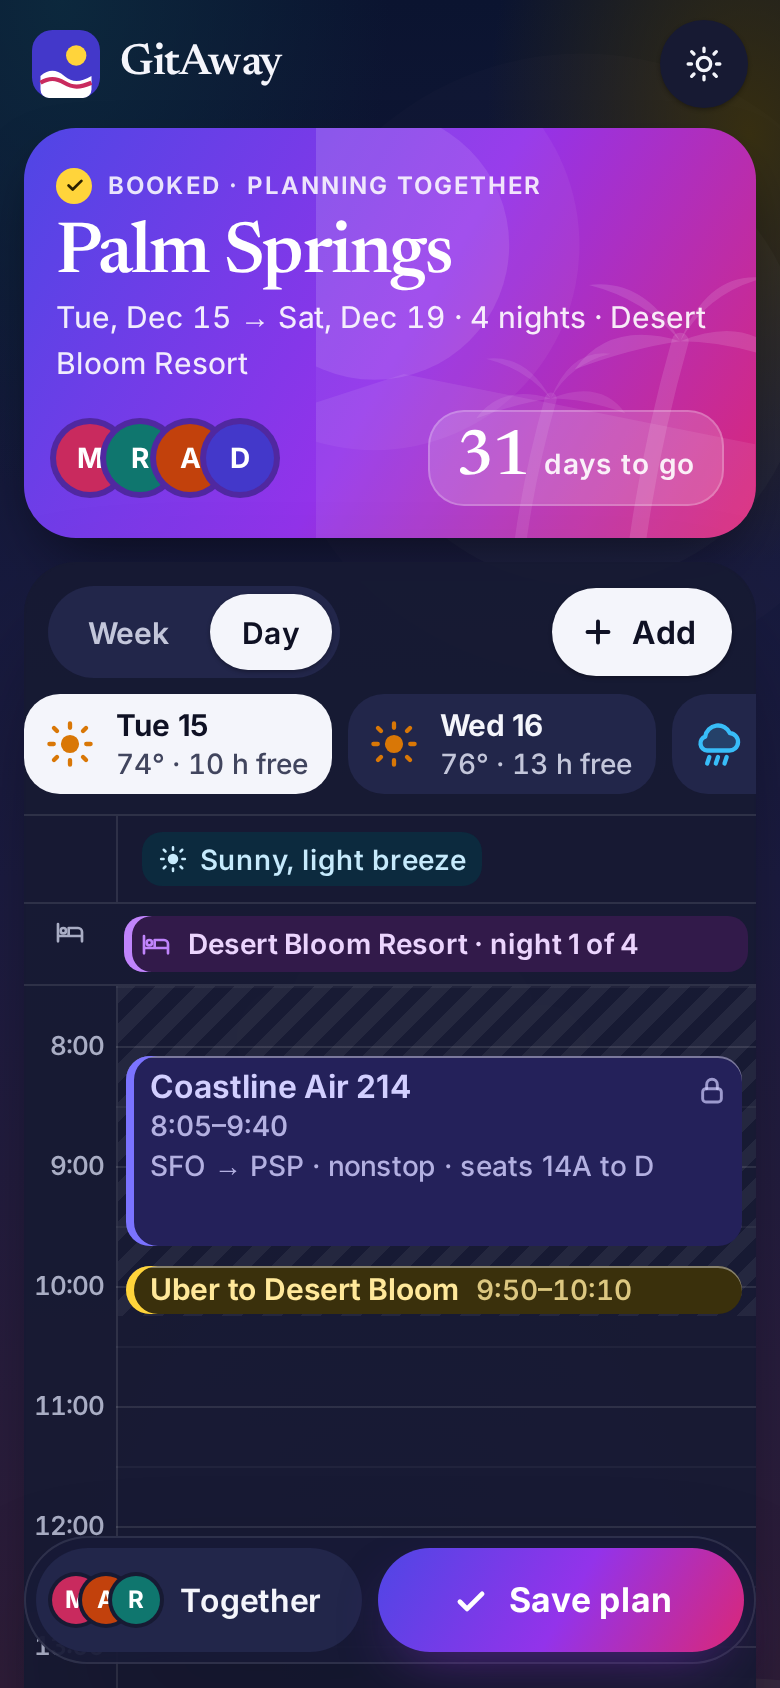 GitAway
BOOKED · PLANNING TOGETHER
Palm Springs
Tue, Dec 15 → Sat, Dec 19 · 4 nights · Desert
Bloom Resort
M R A D
31 days to go
Week Day + Add
Tue 15
74° · 10 h free
Wed 16
76° · 13 h free
Sunny, light breeze
Desert Bloom Resort · night 1 of 4
8:00
Coastline Air 214
8:05–9:40
9:00
SFO → PSP · nonstop · seats 14A to D
10:00
Uber to Desert Bloom 9:50–10:10
11:00
12:00
M A R Together
Save plan